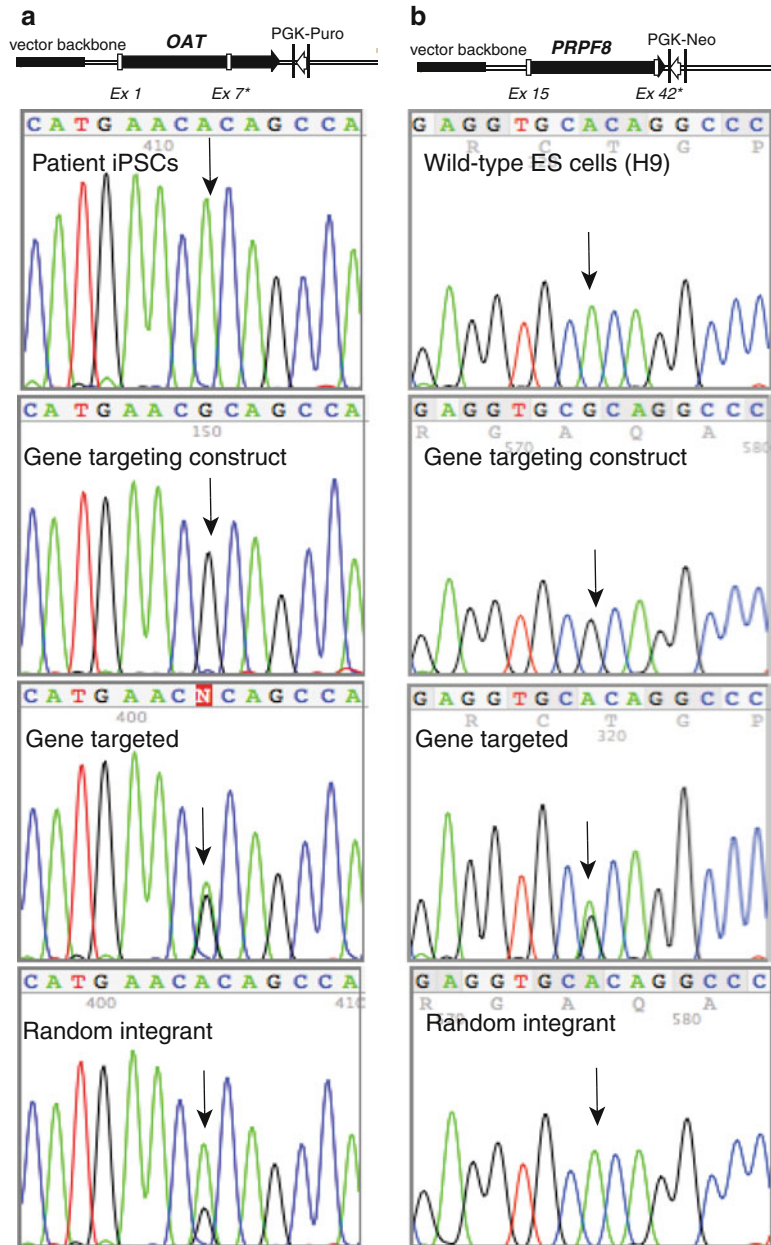 a
OAT
PGK-Puro
vector backbone
Ex 1
Ex 7*
CATGAACACAGCCA
410
Patient iPSCs
CATGAACGCAGCCA
150
Gene targeting construct
CATGAACNCAGCCA
400
Gene targeted
CATGAACACAGCCA
400
410
Random integrant
b
PRPF8
PGK-Neo
vector backbone
Ex 15
Ex 42*
GAGGTGCACAGGCCC
R C T G P
Wild-type ES cells (H9)
GAGGTGCGCAGGCCC
R G A Q A
570
580
Gene targeting construct
GAGGTGCACAGGCCC
R C T G P
320
Gene targeted
GAGGTGCACAGGCCC
R G A Q A
580
Random integrant